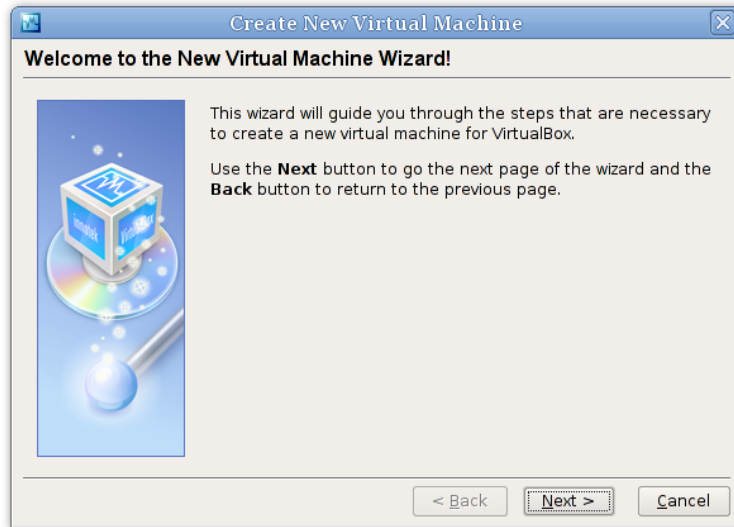 Create New Virtual Machine
Welcome to the New Virtual Machine Wizard!
This wizard will guide you through the steps that are necessary
to create a new virtual machine for VirtualBox.
Use the Next button to go the next page of the wizard and the
Back button to return to the previous page.
innotek
VirtualBox
< Back
Next >
Cancel